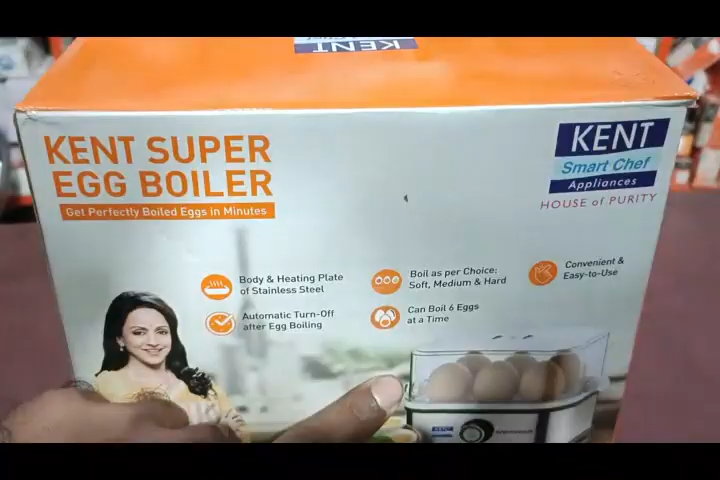 KENT
KENT SUPER
EGG BOILER
Get Perfectly Boiled Eggs in Minutes
KENT
Smart Chef
Appliances
HOUSE of PURITY
Body & Heating Plate
of Stainless Steel
Boil as per Choice:
Soft, Medium & Hard
Convenient &
Easy-to-Use
Automatic Turn-Off
after Egg Boiling
Can Boil 6 Eggs
at a Time
KENT